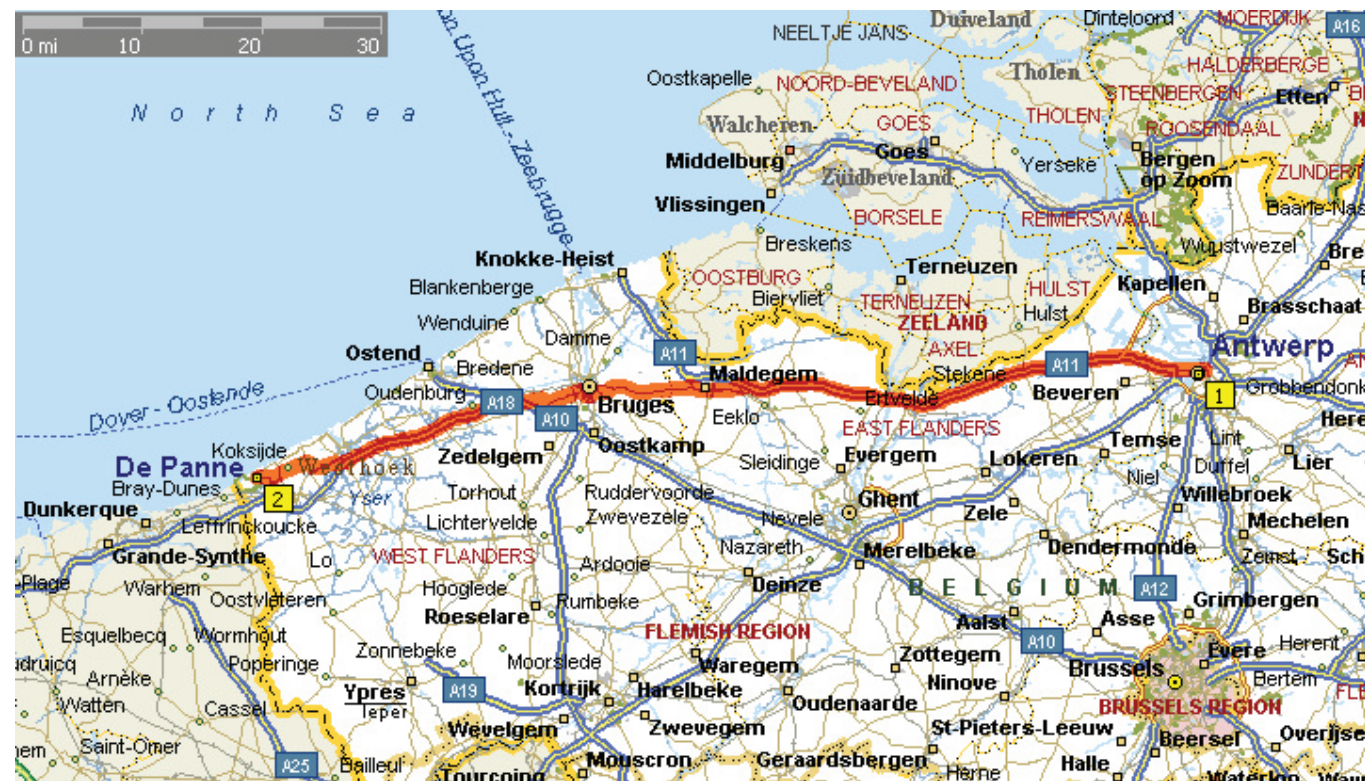 0 mi 10 20 30
North Sea
on Upon Hull - Zeebrugge
Duiveland
Dinteloord
MOERDIJK
A16
NEELTJE JANS
HALDERBERGE
Oostkapelle
NOORD-BEVELAND
Tholen
STEENBERGEN
Etten
THOLEN
Walcheren
GOES
ROOSENDAAL
Middelburg
Goes
Yerseke
Bergen
op Zoom
Zuidbeveland
Vlissingen
BORSELE
REIMERSWAAL
Breskens
Wuustwezel
Knokke-Heist
OOSTBURG
Terneuzen
Kapellen
Blankenberge
Biervliet
TERNEUZEN
HULST
Hulst
Brasschaat
Wenduine
Damme
ZEELAND
Ostend
A11
AXEL
Antwerp
Bredene
Maldegem
Stekene
A11
Beveren
Grobbendonk
Oudenburg
A18
Bruges
Ertvelde
1
Dover - Oostende
A10
Eeklo
EAST FLANDERS
Koksijde
Oostkamp
Temse
Lint
De Panne
Westhoek
Zedelgem
Sleidinge
Evergem
Lokeren
Niel
Duffel
Lier
Bray-Dunes
2
Yser
Torhout
Ruddervoorde
Ghent
Willebroek
Dunkerque
Leffrinckoucke
Lichtervelde
Zwevezele
Nevele
Zele
Mechelen
Grande-Synthe
Lo
WEST FLANDERS
Ardooie
Nazareth
Merelbeke
Dendermonde
Zemst
-Plage
Warhem
Oostvleteren
Hooglede
Deinze
BELGIUM
A12
Roeselare
Rumbeke
Grimbergen
Esquelbecq
Wormhout
FLEMISH REGION
Aalst
Asse
A10
Herent
Zonnebeke
Moorslede
Waregem
Zottegem
Brussels
Evere
Poperinge
Arnèke
Ypres
Ieper
A19
Kortrijk
Harelbeke
Ninove
Bertem
Watten
Cassel
Oudenaarde
BRUSSELS REGION
Wevelgem
Zwevegem
St-Pieters-Leeuw
Saint-Omer
A25
Bailleul
Mouscron
Geraardsbergen
Beersel
Tourcoing
Herne
Halle